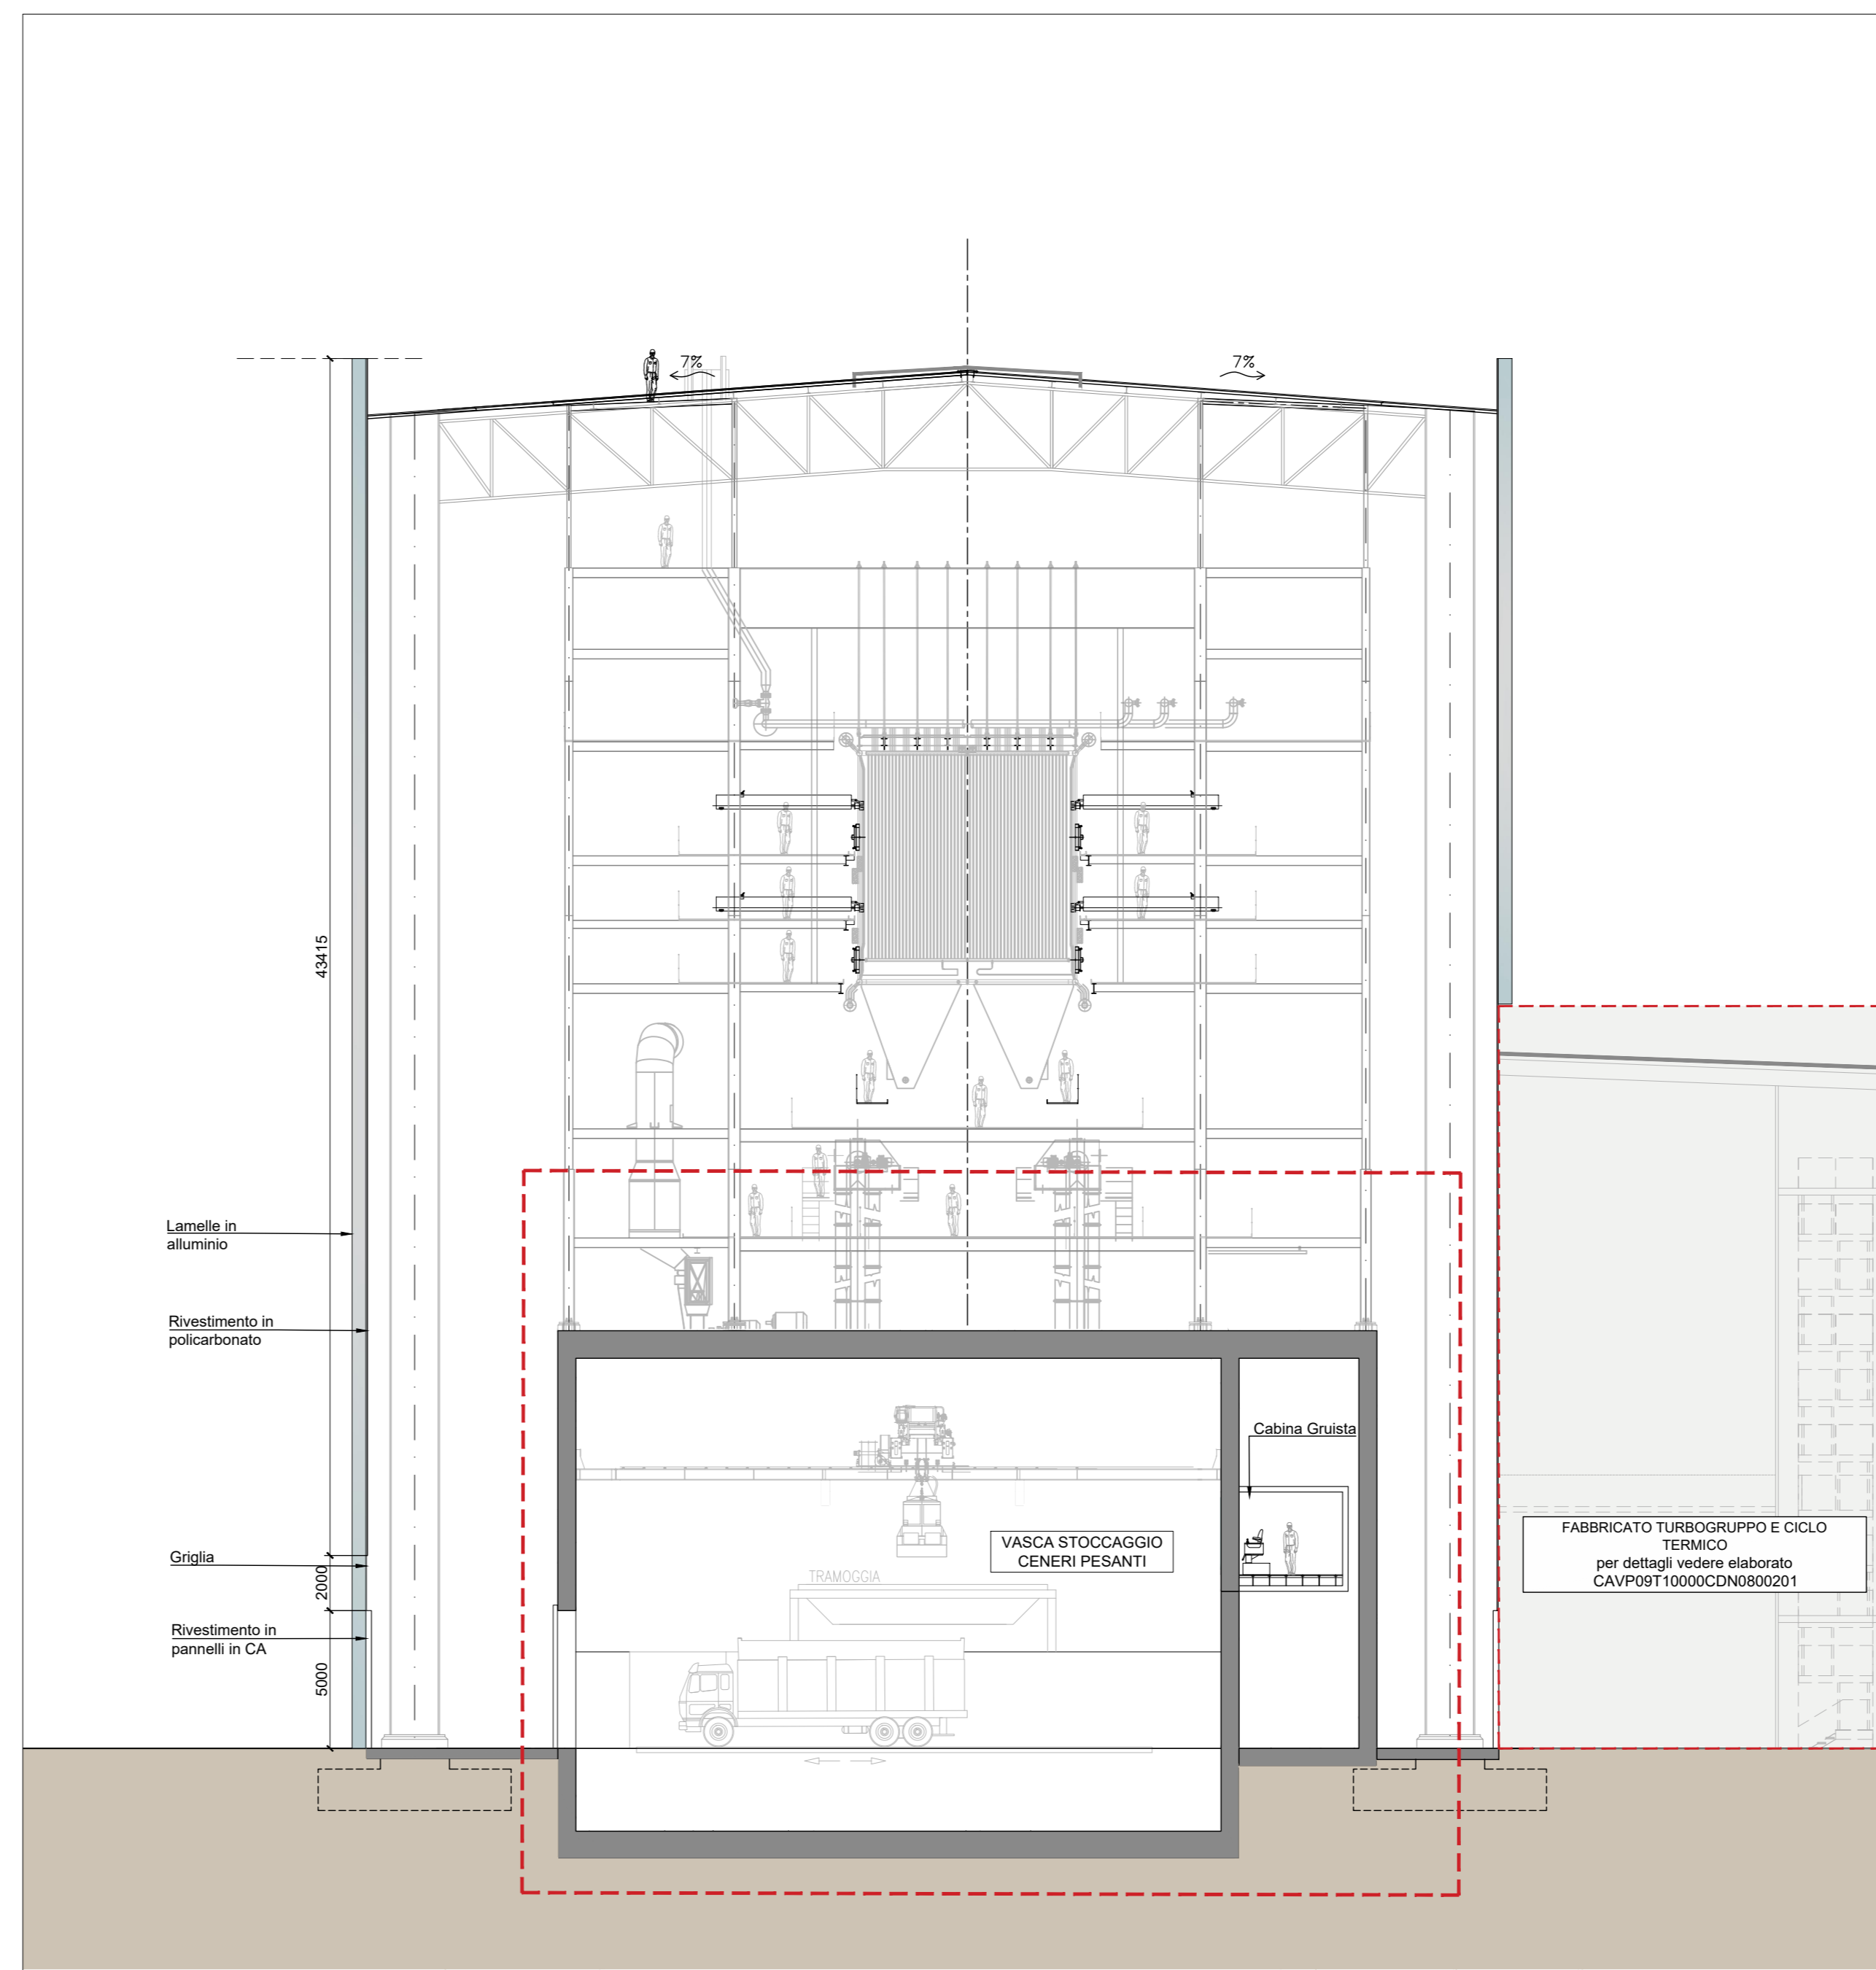 7%
7%
43415
Lamelle in
alluminio
Rivestimento in
policarbonato
Cabina Gruista
VASCA STOCCAGGIO
CENERI PESANTI
FABBRICATO TURBOGRUPPO E CICLO
TERMICO
per dettagli vedere elaborato
CAVP09T10000CDN0800201
Griglia
2000
TRAMOGGIA
Rivestimento in
pannelli in CA
5000